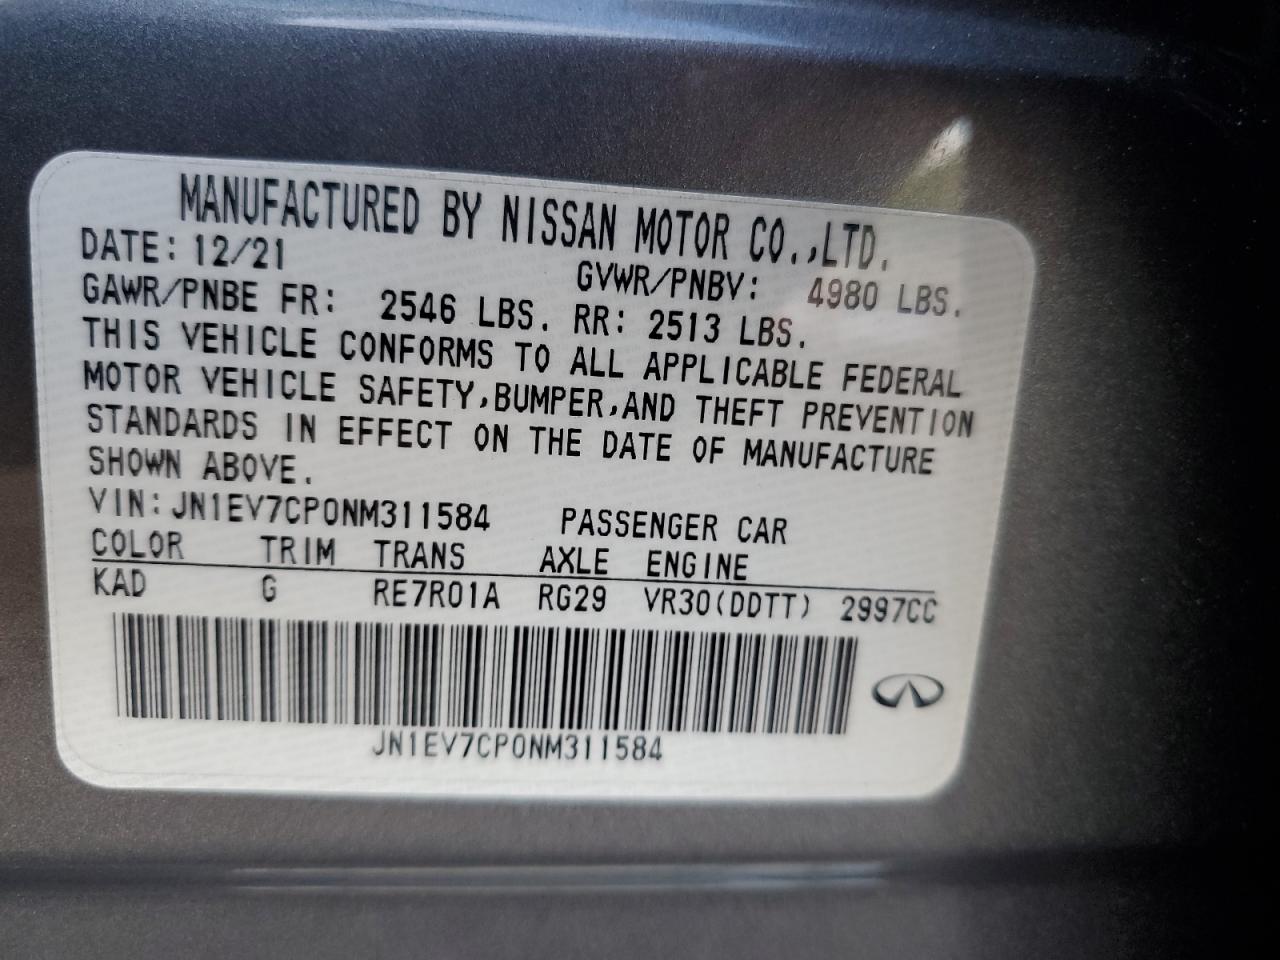 MANUFACTURED BY NISSAN MOTOR CO.,LTD.
DATE: 12/21 GVWR/PNBV: 4980 LBS.
GAWR/PNBE FR: 2546 LBS. RR: 2513 LBS.
THIS VEHICLE CONFORMS TO ALL APPLICABLE FEDERAL
MOTOR VEHICLE SAFETY,BUMPER,AND THEFT PREVENTION
STANDARDS IN EFFECT ON THE DATE OF MANUFACTURE
SHOWN ABOVE.
VIN: JN1EV7CP0NM311584 PASSENGER CAR
COLOR TRIM TRANS AXLE ENGINE
KAD G RE7R01A RG29 VR30(DDTT) 2997CC
JN1EV7CP0NM311584